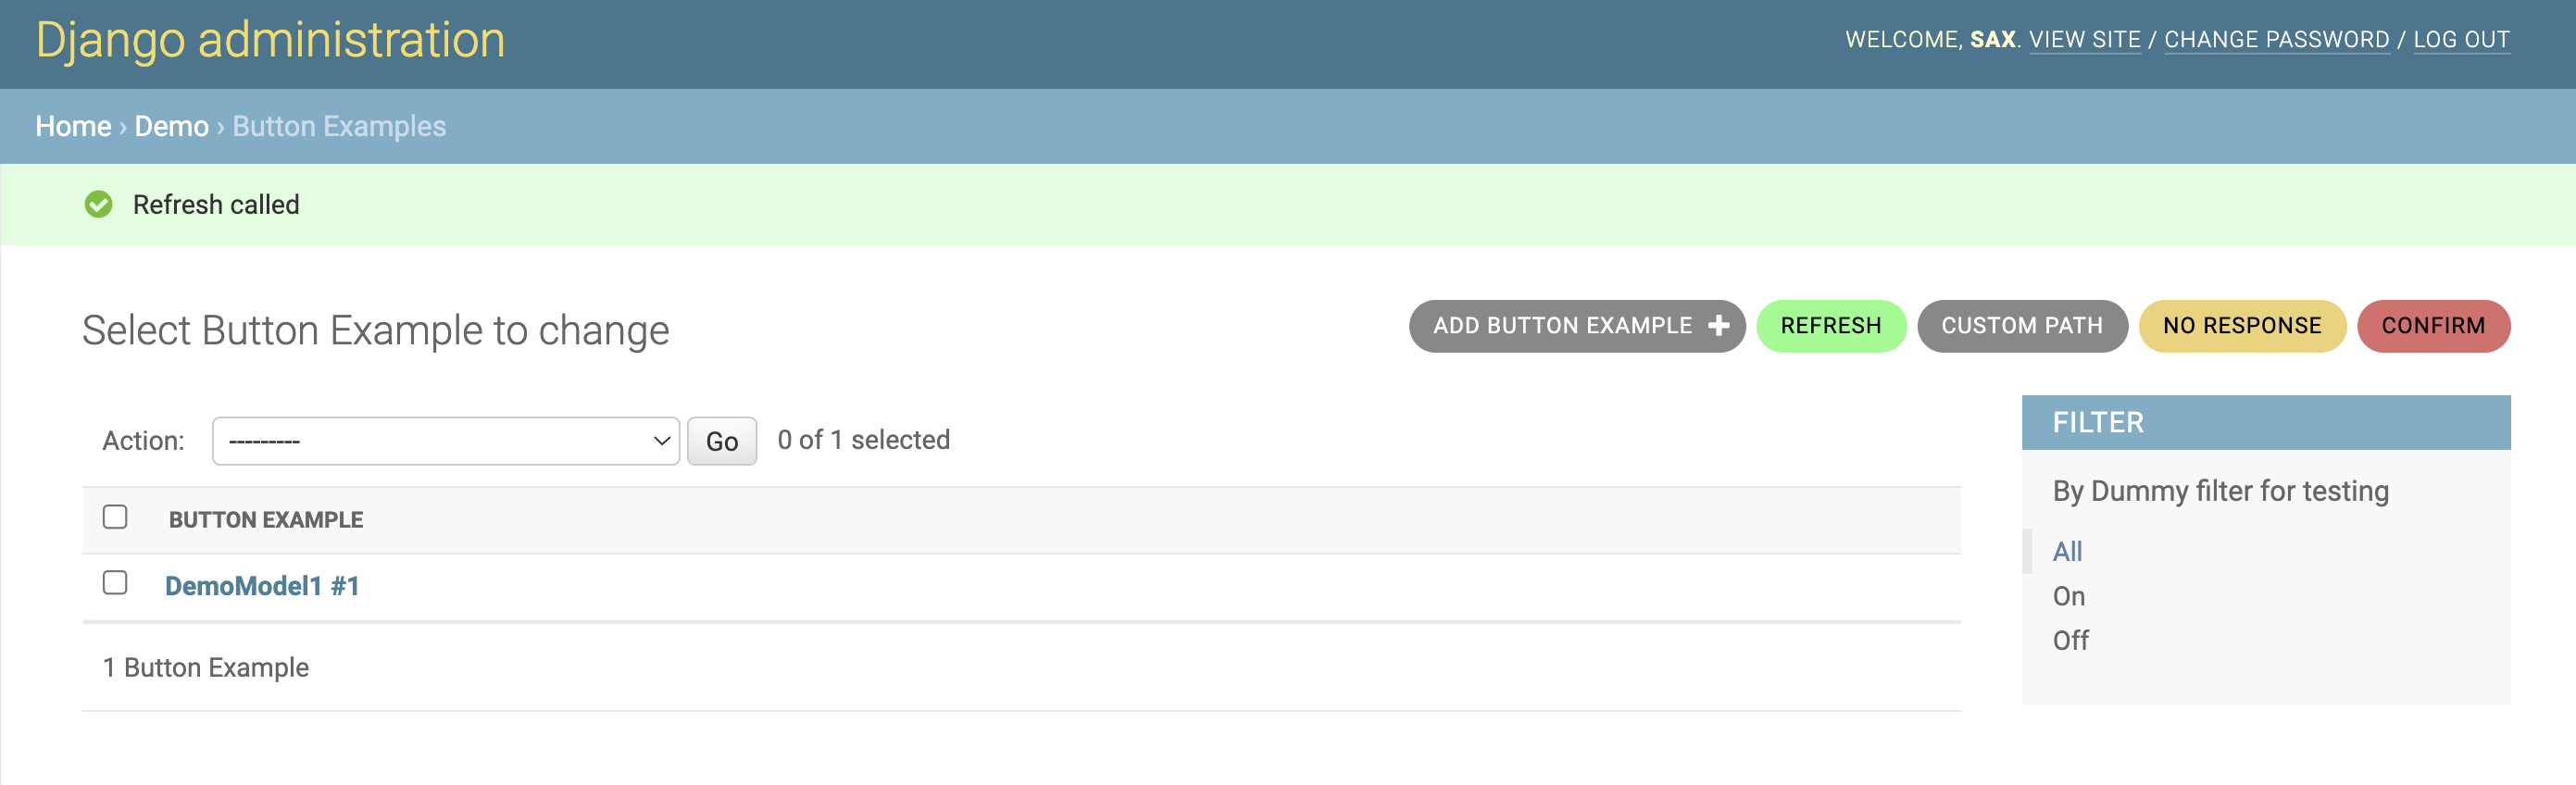 Django administration
WELCOME, SAX. VIEW SITE / CHANGE PASSWORD / LOG OUT
Home › Demo › Button Examples
Refresh called
Select Button Example to change
ADD BUTTON EXAMPLE +
REFRESH
CUSTOM PATH
NO RESPONSE
CONFIRM
Action: --------- Go 0 of 1 selected
BUTTON EXAMPLE
DemoModel1 #1
1 Button Example
FILTER
By Dummy filter for testing
All
On
Off